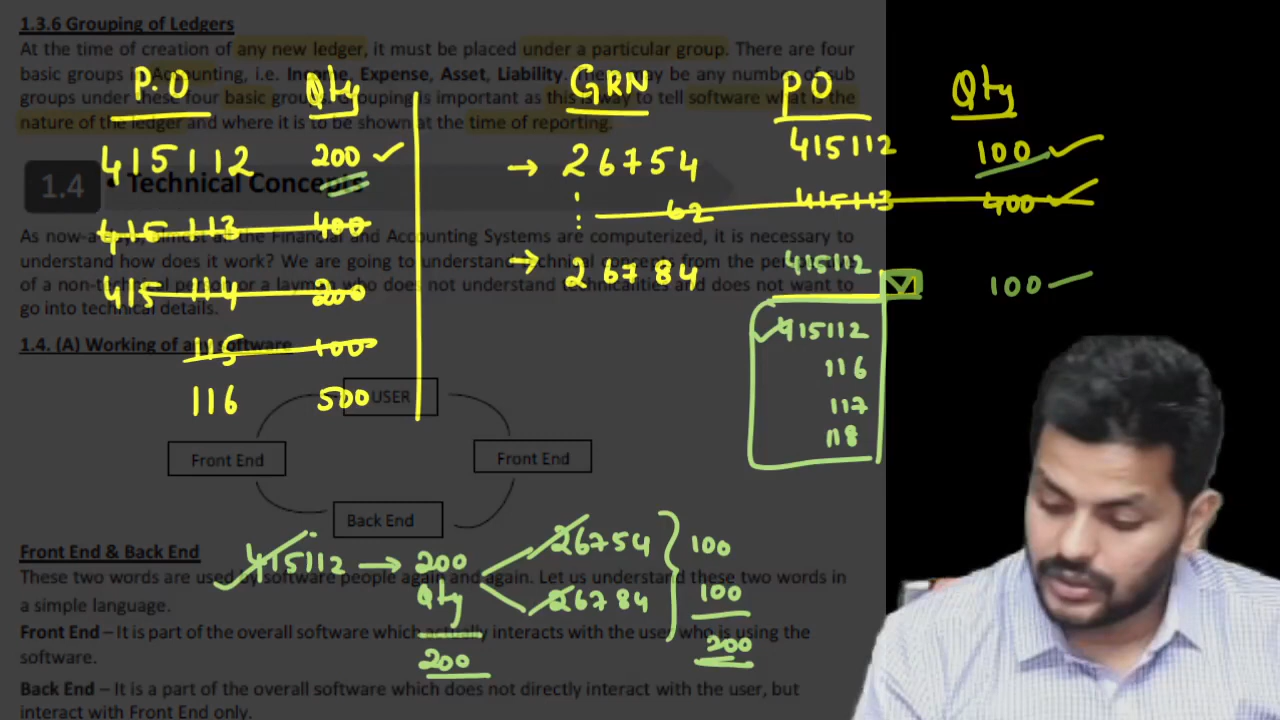 1.3.6 Grouping of Ledgers
At the time of creation of any new ledger, it must be placed under a particular group. There are four
basic groups in Accounting, i.e. Income, Expense, Asset, Liability. There may be any number of sub
groups under these four basic groups. Grouping is important as this is way to tell software what is the
nature of the ledger and where it is to be shown at the time of reporting.
P.O Qty GRN PO Qty
415112 200 26754 415112 100
415 113 400 62 415113 400
415 114 200 26784 415112 100
115 100
116 500
415112
116
117
118
1.4 • Technical Concepts
As now-a almost all the Financial and Accounting Systems are computerized, it is necessary to
understand how does it work? We are going to understand technical concepts from the
of a non-technical or a layman who does not understand technicalities and does not want to
go into technical details.
1.4. (A) Working of any software
USER
Front End Front End
Back End
415112 200 Qty 200
26754 100
26784 100
200
Front End & Back End
These two words are used by software people again and again. Let us understand these two words in
a simple language.
Front End – It is part of the overall software which actually interacts with the user who is using the
software.
Back End – It is a part of the overall software which does not directly interact with the user, but
interact with Front End only.